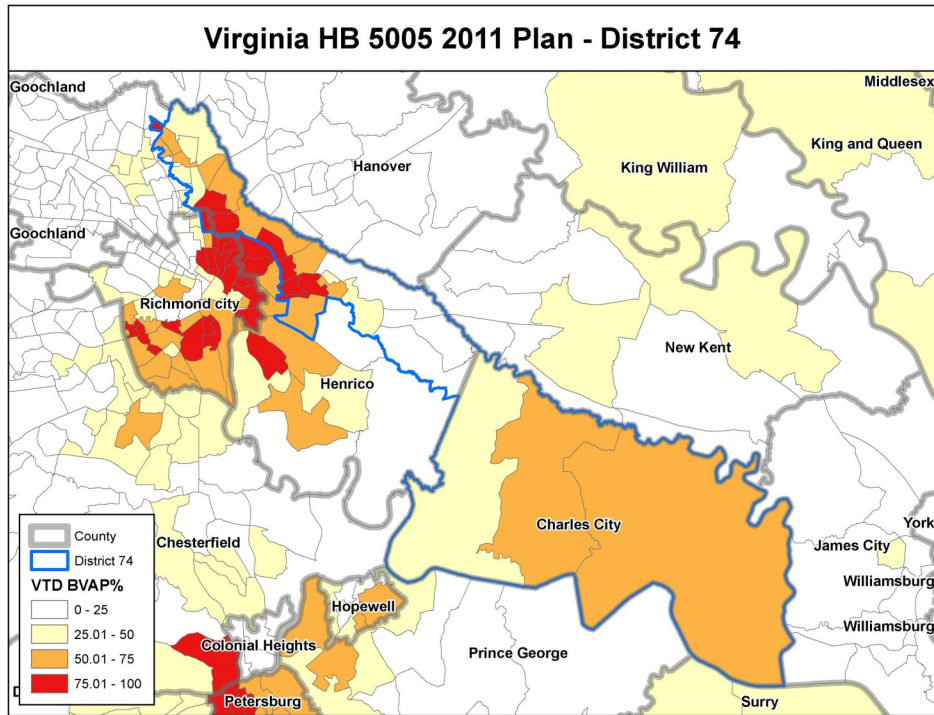 Virginia HB 5005 2011 Plan - District 74
Goochland
Middlesex
Hanover
King William
King and Queen
Goochland
Richmond city
New Kent
Henrico
Charles City
York
James City
Chesterfield
Williamsburg
Hopewell
Williamsburg
Colonial Heights
Prince George
Petersburg
Surry
County
District 74
VTD BVAP%
0 - 25
25.01 - 50
50.01 - 75
75.01 - 100